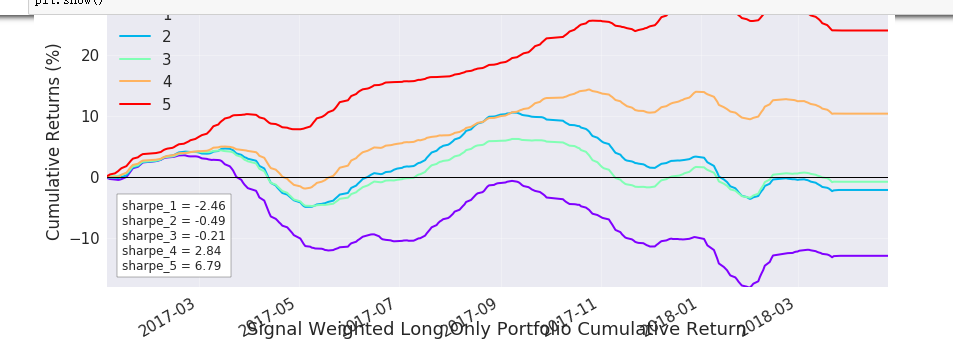 plt.show()
Cumulative Returns (%)
20
10
0
−10
1
2
3
4
5
sharpe_1 = -2.46
sharpe_2 = -0.49
sharpe_3 = -0.21
sharpe_4 = 2.84
sharpe_5 = 6.79
2017-03
2017-05
2017-07
2017-09
2017-11
2018-01
2018-03
Signal Weighted Long Only Portfolio Cumulative Return